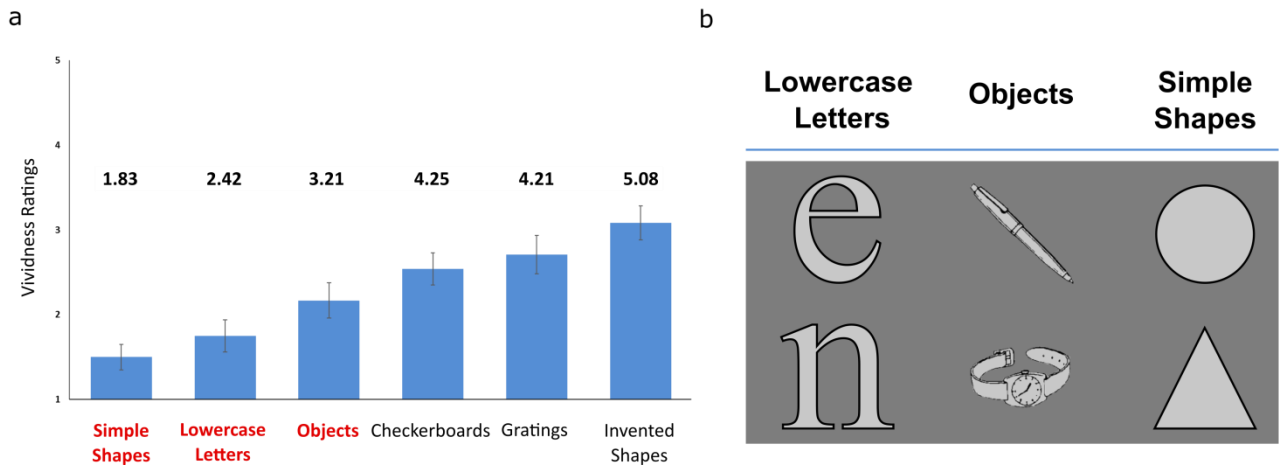 a
5
4
3
2
1
Vividness Ratings
1.83 2.42 3.21 4.25 4.21 5.08
Simple Shapes
Lowercase Letters
Objects
Checkerboards
Gratings
Invented Shapes
b
Lowercase Letters
Objects
Simple Shapes
e
n